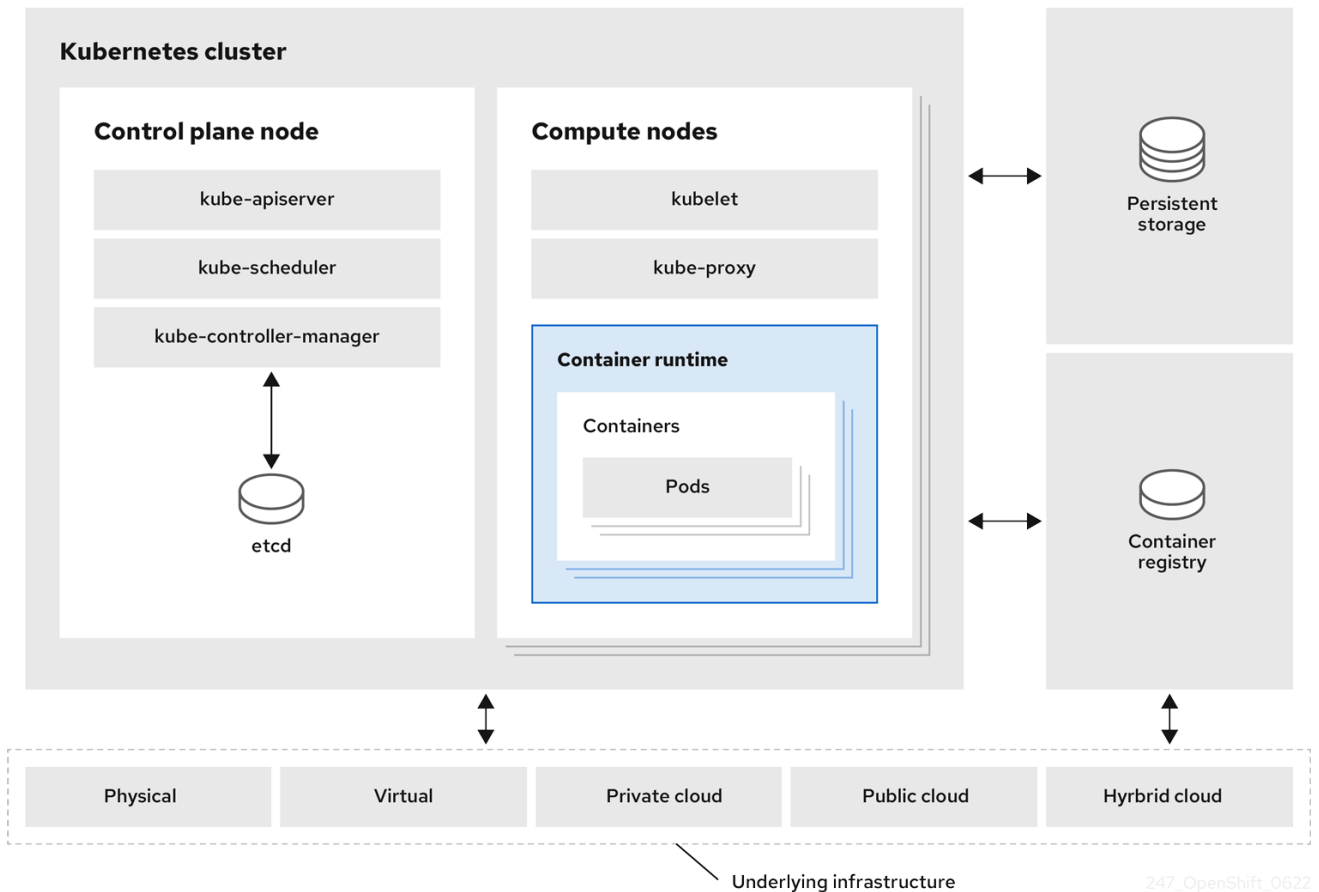 Kubernetes cluster
Control plane node
kube-apiserver
kube-scheduler
kube-controller-manager
etcd
Compute nodes
kubelet
kube-proxy
Container runtime
Containers
Pods
Persistent
storage
Container
registry
Physical
Virtual
Private cloud
Public cloud
Hyrbrid cloud
Underlying infrastructure
247_OpenShift_0622